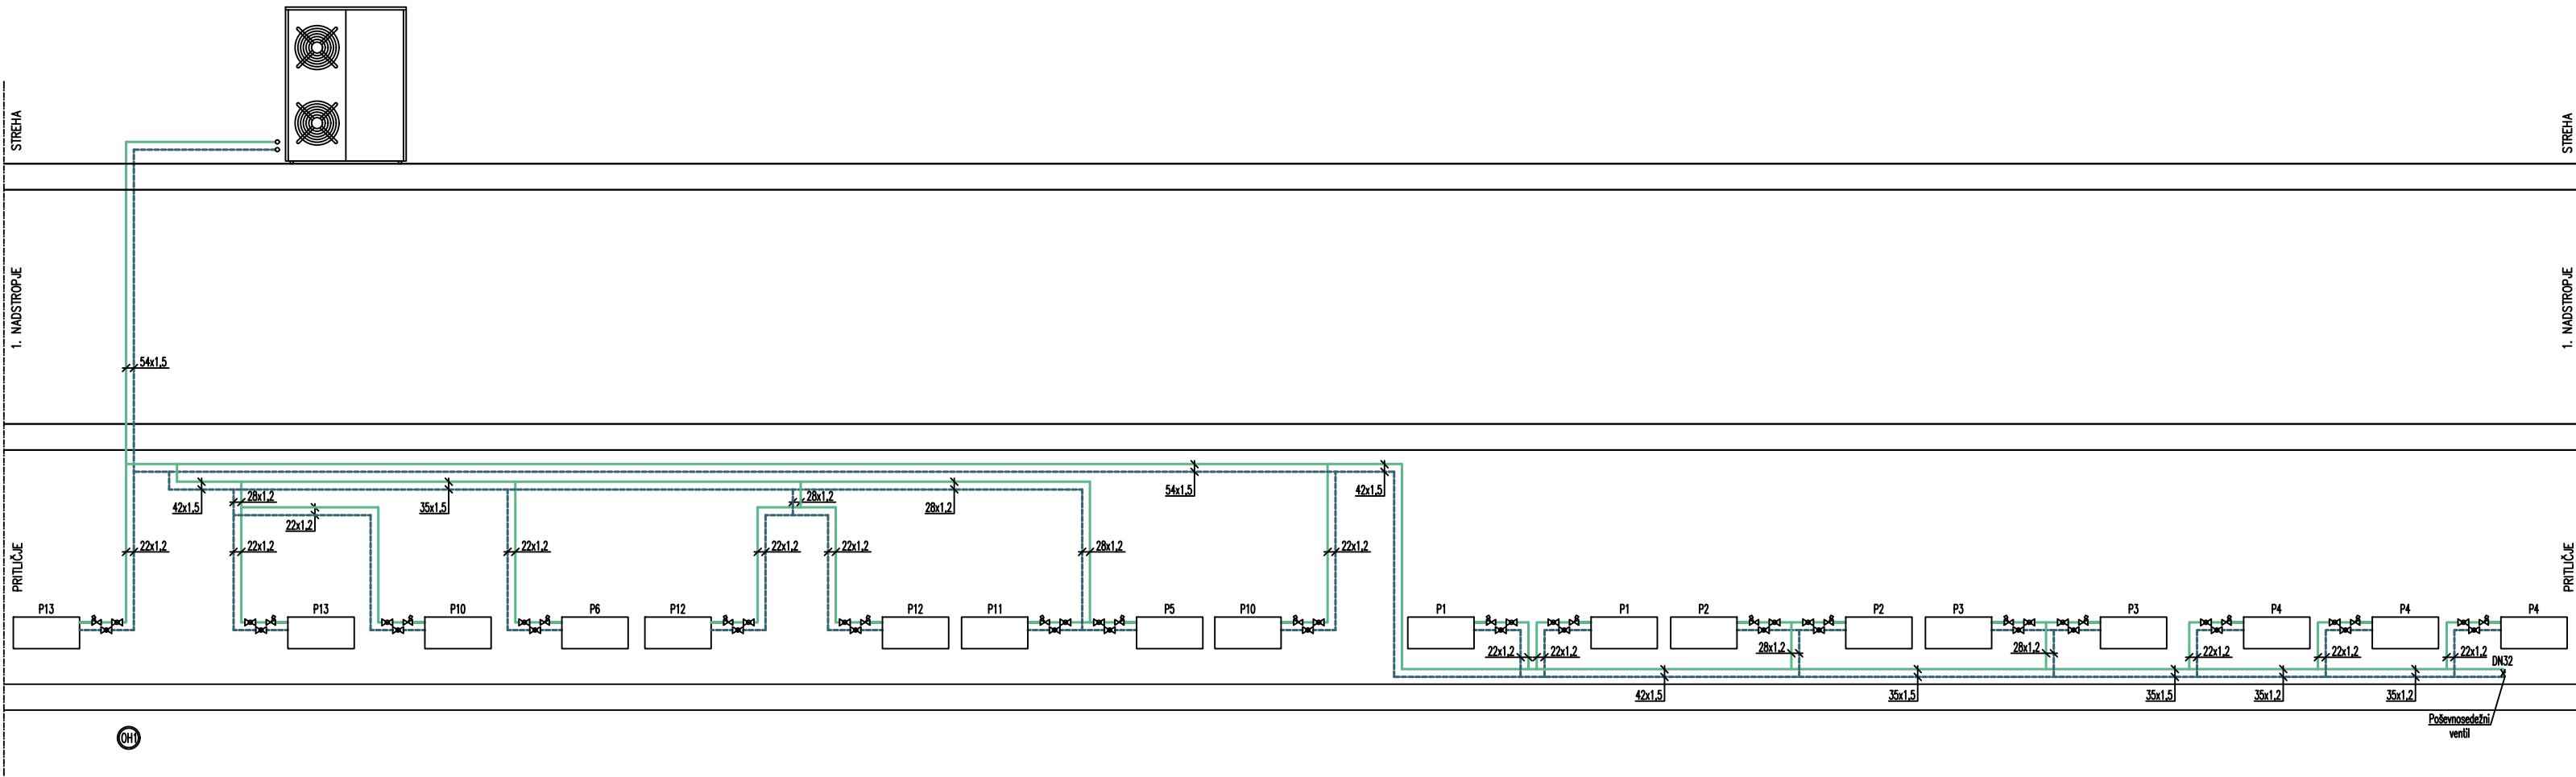 STREHA
STREHA
1. NADSTROPJE
1. NADSTROPJE
54x1,5
42x1,5
28x1,2
22x1,2
35x1,5
28x1,2
28x1,2
54x1,5
42x1,5
PRITLIČJE
PRITLIČJE
22x1,2
22x1,2
22x1,2
22x1,2
22x1,2
28x1,2
22x1,2
P13
P13
P10
P6
P12
P12
P11
P5
P10
P1
P1
P2
P2
P3
P3
P4
P4
P4
22x1,2
22x1,2
28x1,2
28x1,2
22x1,2
22x1,2
22x1,2
DN32
42x1,5
35x1,5
35x1,5
35x1,2
35x1,2
Poševnosedežni
ventil
OH1